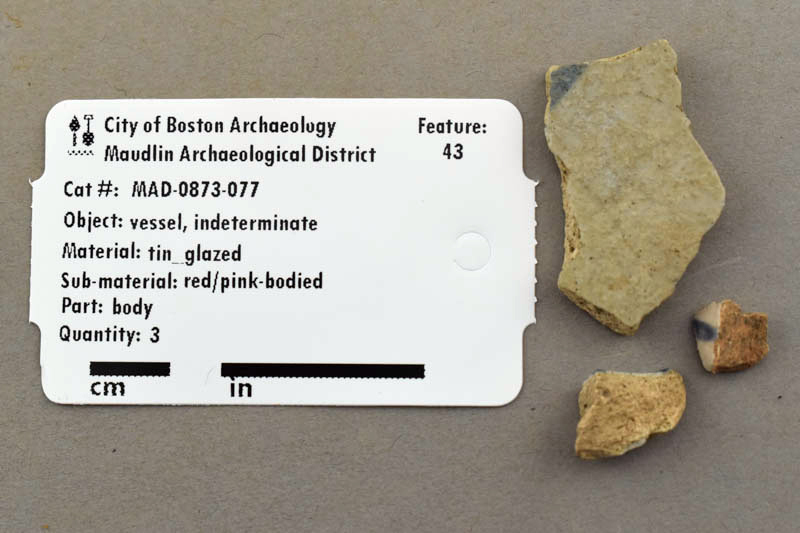 City of Boston Archaeology
Maudlin Archaeological District
Feature:
43
Cat #: MAD-0873-077
Object: vessel, indeterminate
Material: tin_glazed
Sub-material: red/pink-bodied
Part: body
Quantity: 3
cm in